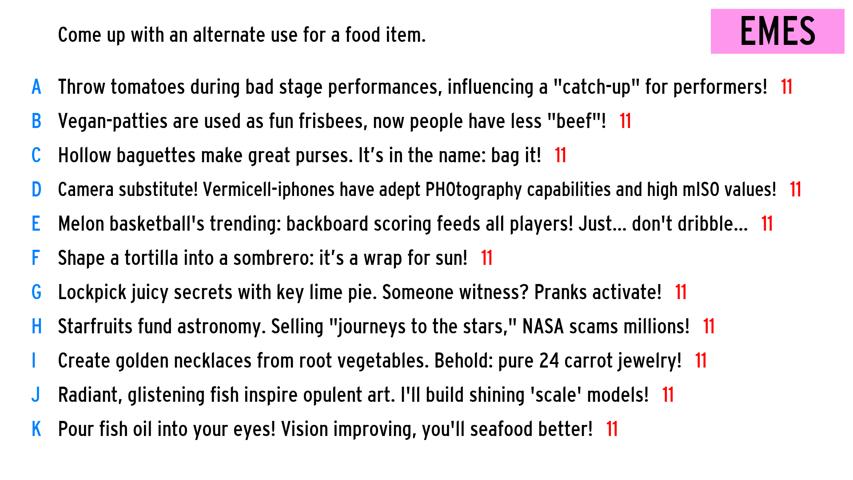 Come up with an alternate use for a food item.
EMES
A Throw tomatoes during bad stage performances, influencing a "catch-up" for performers! 11
B Vegan-patties are used as fun frisbees, now people have less "beef"! 11
C Hollow baguettes make great purses. It's in the name: bag it! 11
D Camera substitute! Vermicell-iphones have adept PHOtography capabilities and high mISO values! 11
E Melon basketball's trending: backboard scoring feeds all players! Just... don't dribble... 11
F Shape a tortilla into a sombrero: it's a wrap for sun! 11
G Lockpick juicy secrets with key lime pie. Someone witness? Pranks activate! 11
H Starfruits fund astronomy. Selling "journeys to the stars," NASA scams millions! 11
I Create golden necklaces from root vegetables. Behold: pure 24 carrot jewelry! 11
J Radiant, glistening fish inspire opulent art. I'll build shining 'scale' models! 11
K Pour fish oil into your eyes! Vision improving, you'll seafood better! 11